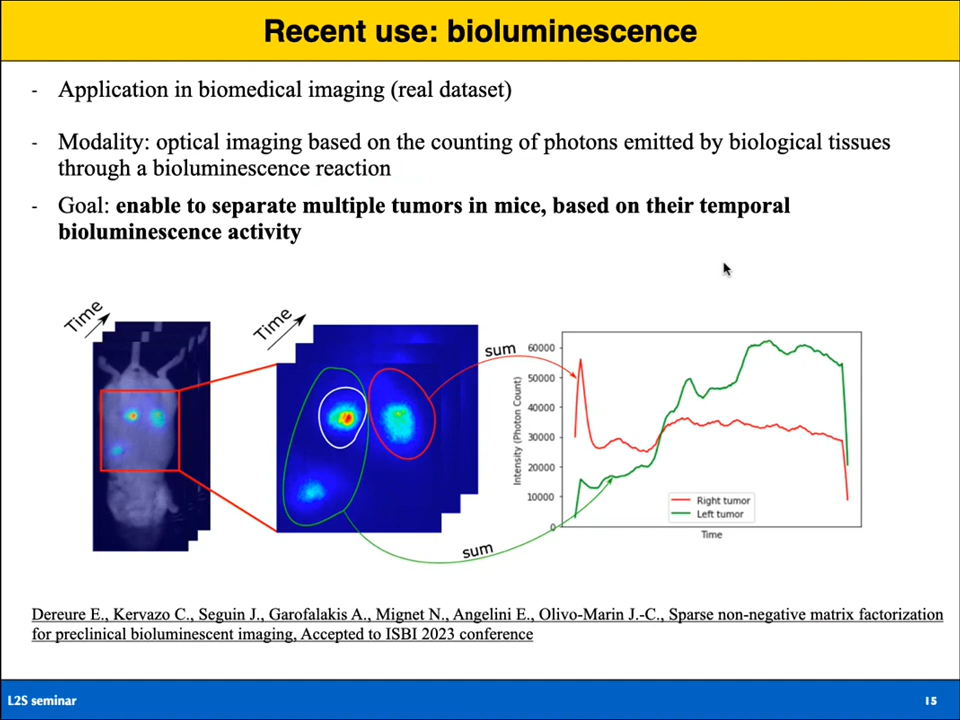 Recent use: bioluminescence
- Application in biomedical imaging (real dataset)
- Modality: optical imaging based on the counting of photons emitted by biological tissues
through a bioluminescence reaction
- Goal: enable to separate multiple tumors in mice, based on their temporal
bioluminescence activity
Time
Time
sum
sum
Intensity (Photon Count)
60000
50000
40000
30000
20000
10000
0
Right tumor
Left tumor
Time
Dereure E., Kervazo C., Seguin J., Garofalakis A., Mignet N., Angelini E., Olivo-Marin J.-C., Sparse non-negative matrix factorization
for preclinical bioluminescent imaging, Accepted to ISBI 2023 conference
L2S seminar
15